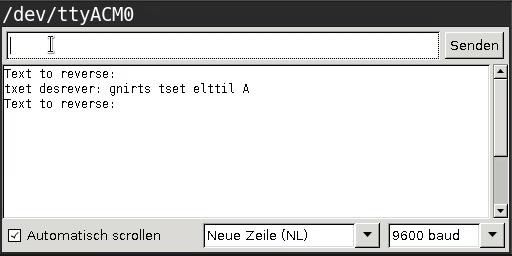 /dev/ttyACM0
Senden
Text to reverse:
txet desrever: gnirts tset elttil A
Text to reverse:
Automatisch scrollen
Neue Zeile (NL)
9600 baud